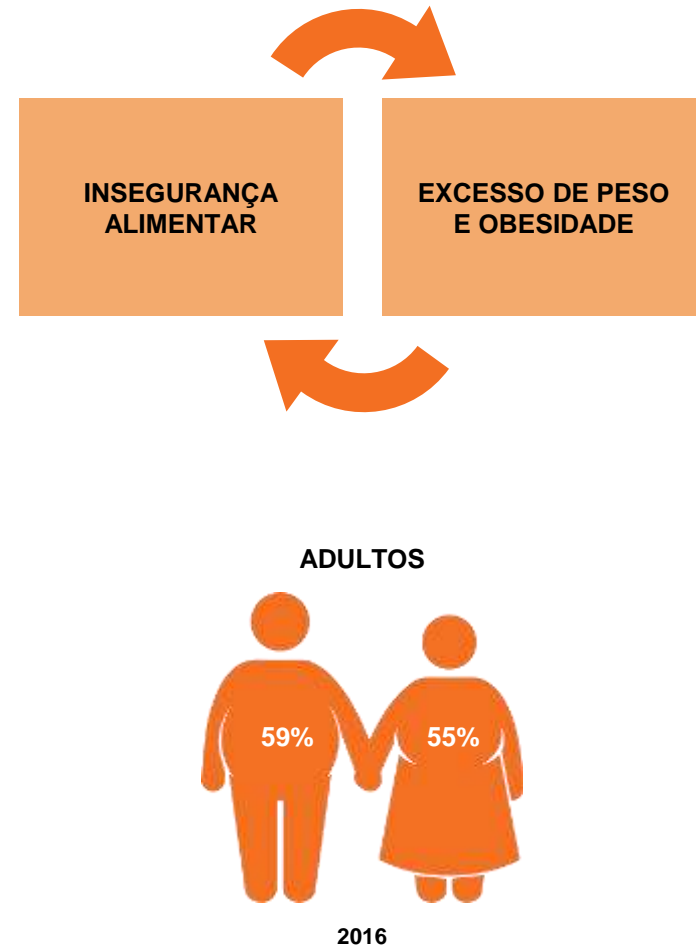 INSEGURANÇA
ALIMENTAR
EXCESSO DE PESO
E OBESIDADE
ADULTOS
59%
55%
2016